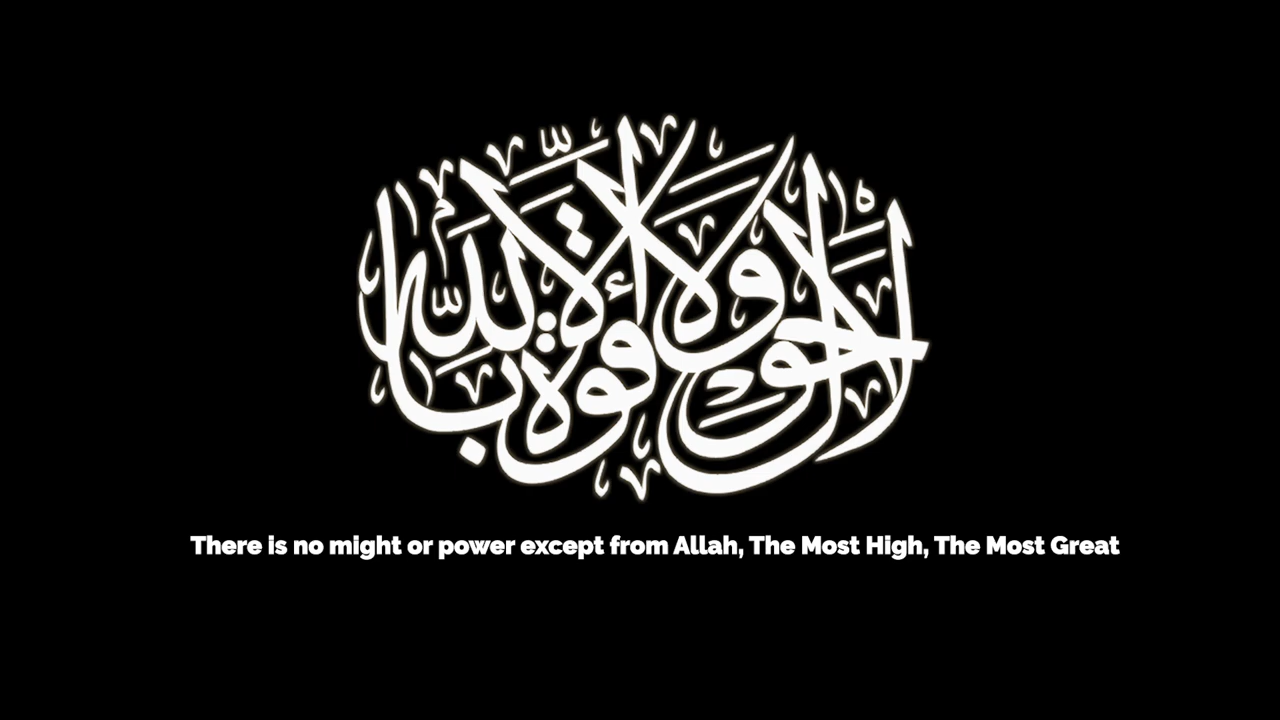 لا حول ولا قوة إلا بالله
There is no might or power except from Allah, The Most High, The Most Great